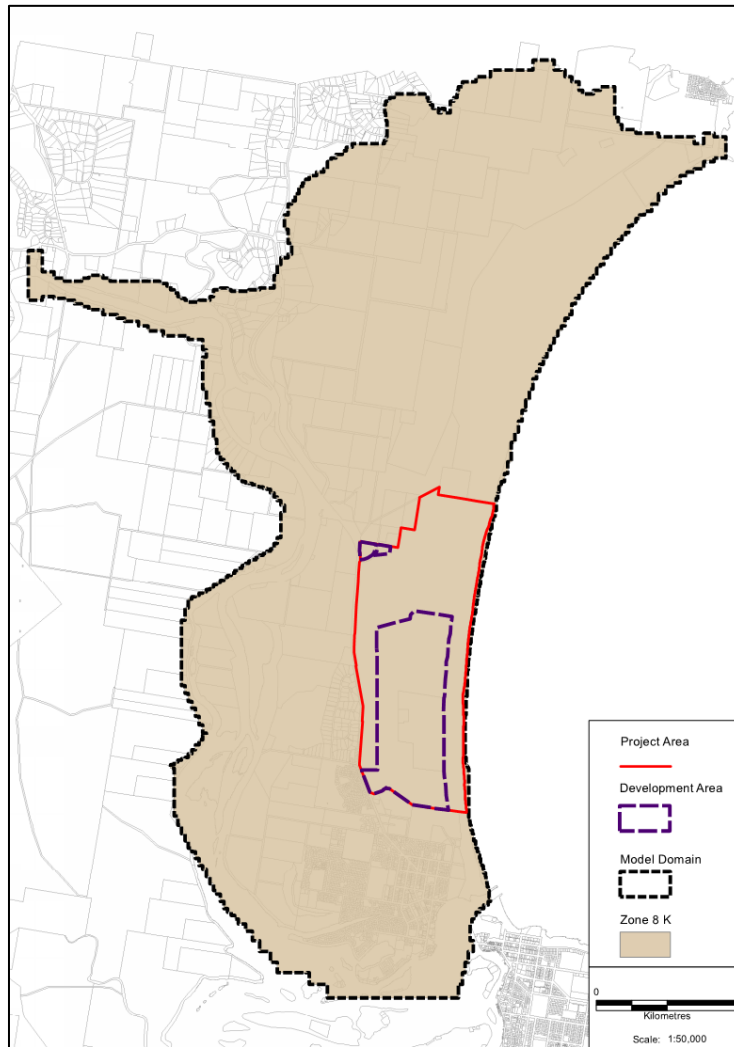 Project Area
Development Area
Model Domain
Zone 8 K
0
Kilometres
Scale: 1:50,000